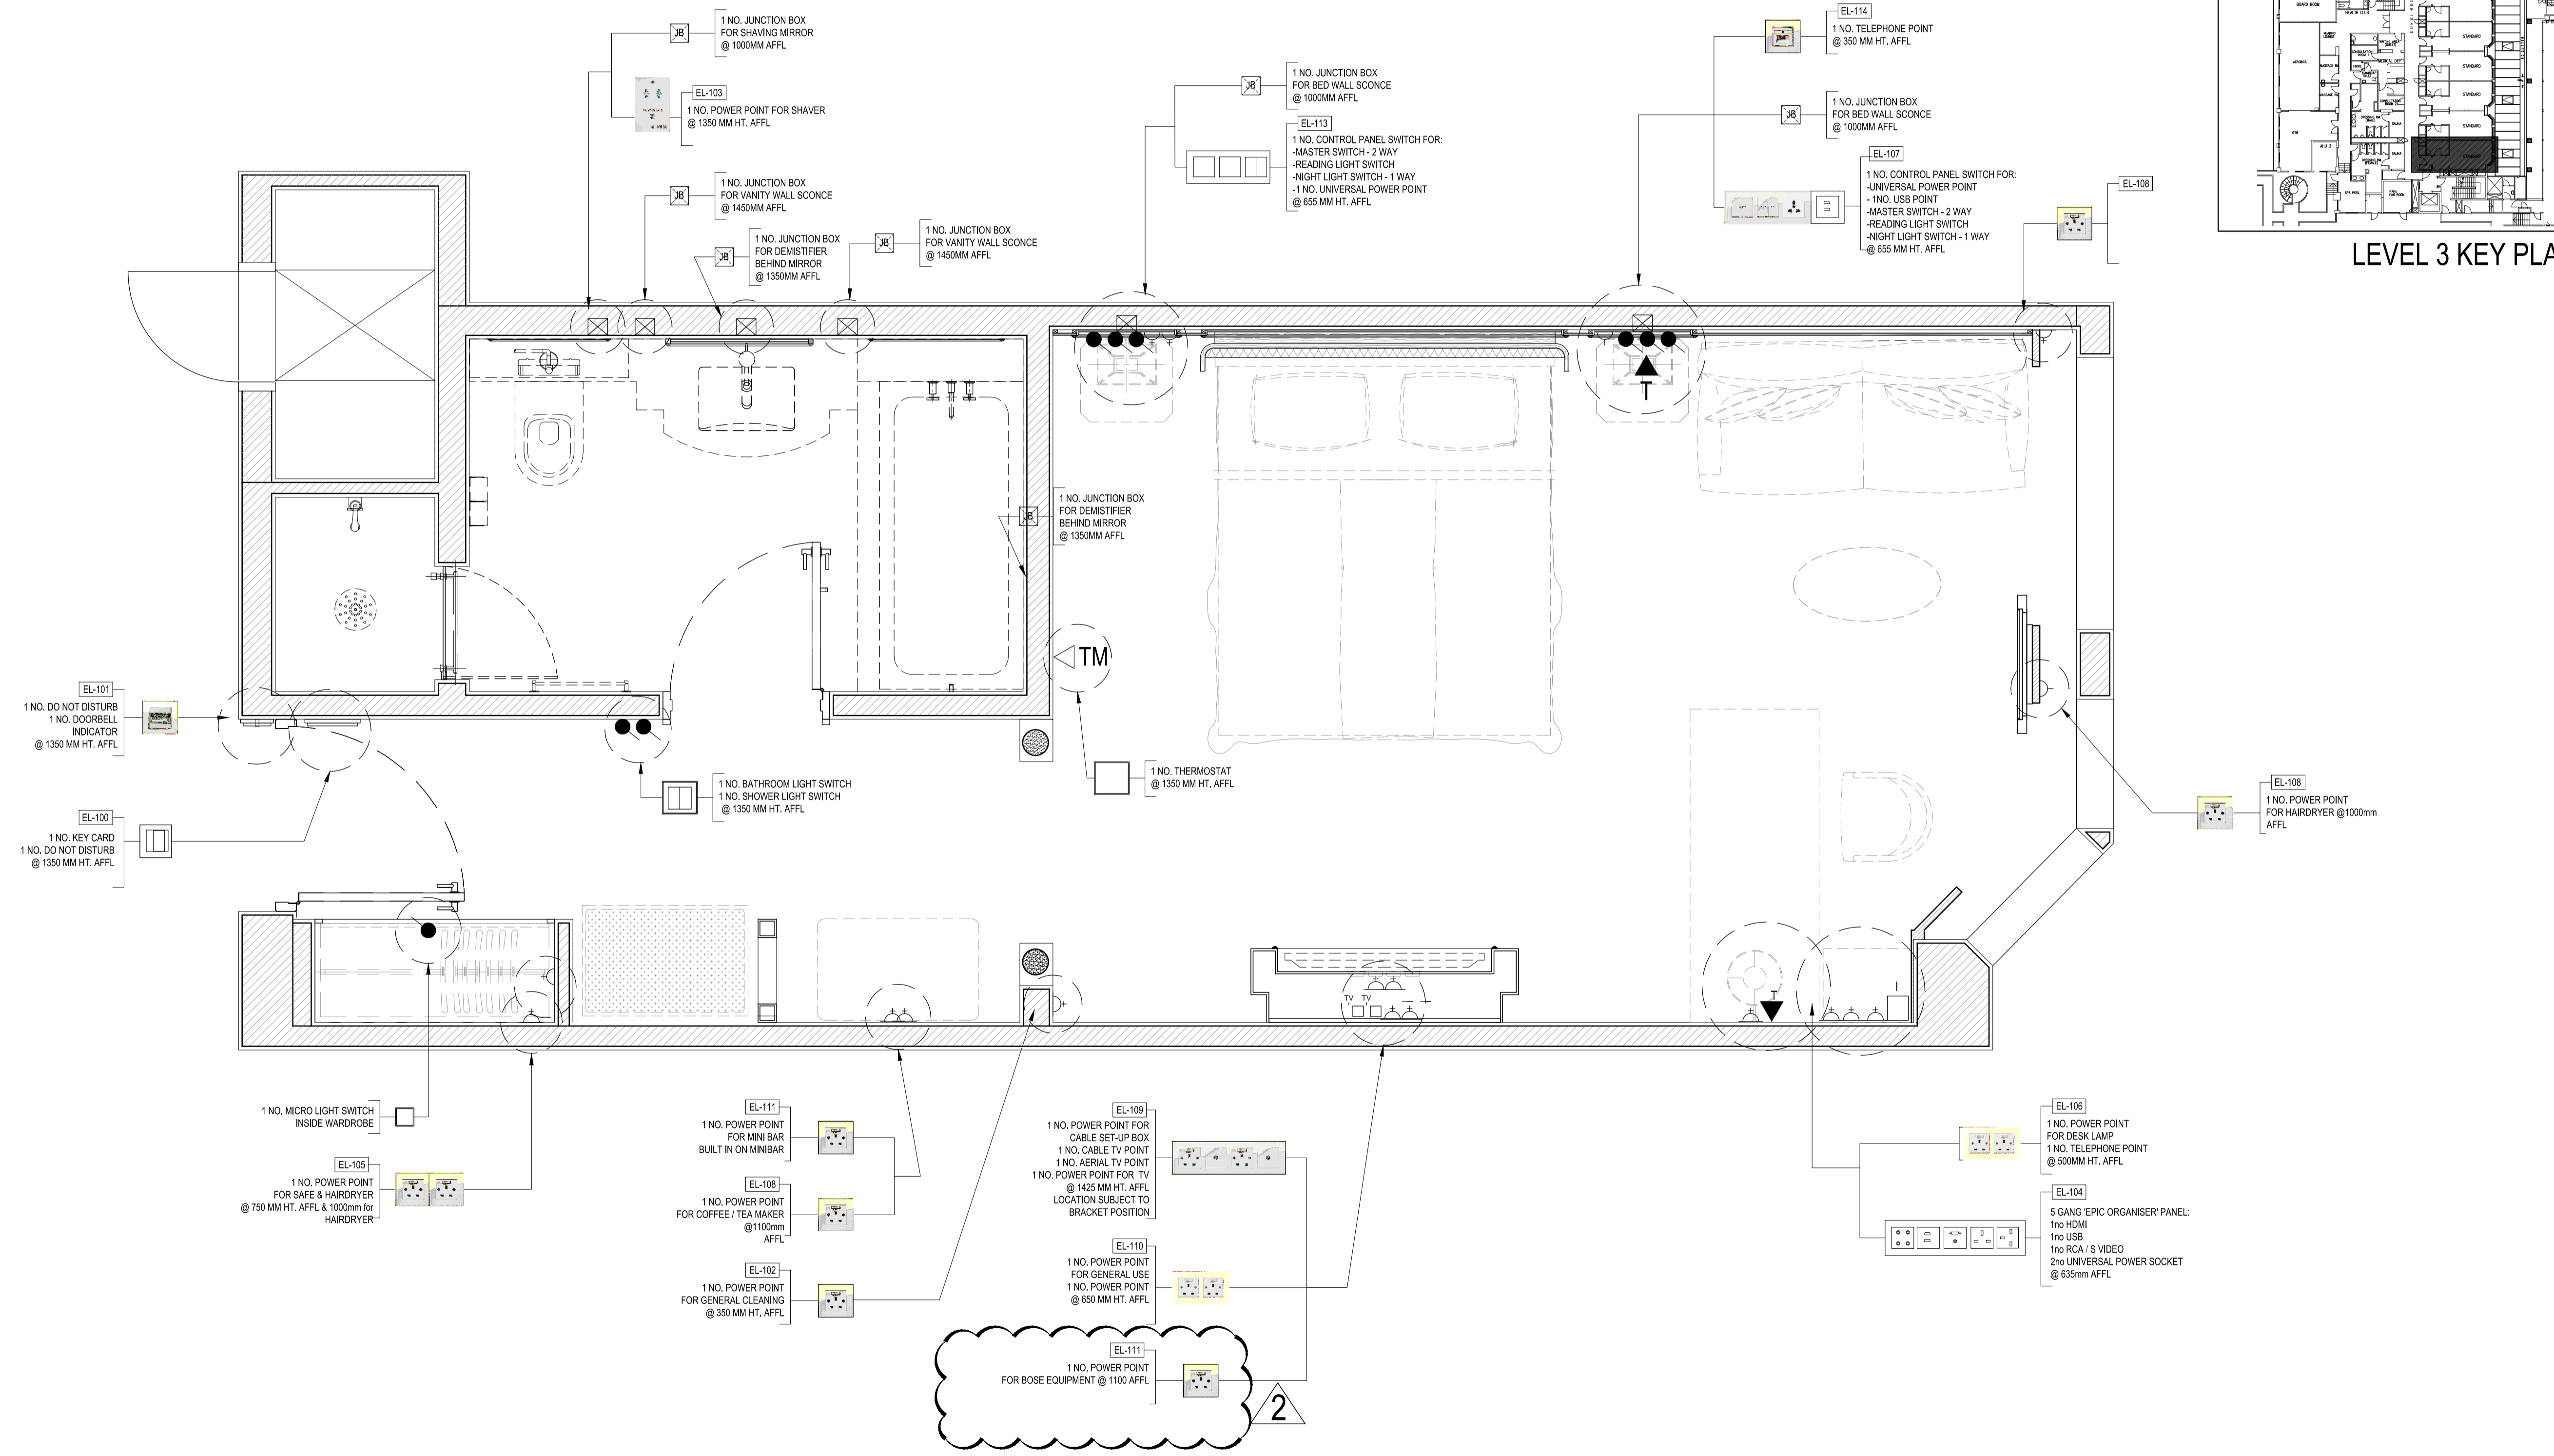 1 NO. JUNCTION BOX
FOR SHAVING MIRROR
@ 1000MM AFFL
JB
EL-103
1 NO. POWER POINT FOR SHAVER
@ 1350 MM HT. AFFL
JB
1 NO. JUNCTION BOX
FOR VANITY WALL SCONCE
@ 1450MM AFFL
JB
1 NO. JUNCTION BOX
FOR DEMISTIFIER
BEHIND MIRROR
@ 1350MM AFFL
JB
1 NO. JUNCTION BOX
FOR VANITY WALL SCONCE
@ 1450MM AFFL
JB
1 NO. JUNCTION BOX
FOR BED WALL SCONCE
@ 1000MM AFFL
EL-113
1 NO. CONTROL PANEL SWITCH FOR:
-MASTER SWITCH - 2 WAY
-READING LIGHT SWITCH
-NIGHT LIGHT SWITCH - 1 WAY
-1 NO. UNIVERSAL POWER POINT
@ 655 MM HT. AFFL
EL-114
1 NO. TELEPHONE POINT
@ 350 MM HT. AFFL
JB
1 NO. JUNCTION BOX
FOR BED WALL SCONCE
@ 1000MM AFFL
EL-107
1 NO. CONTROL PANEL SWITCH FOR:
-UNIVERSAL POWER POINT
- 1NO. USB POINT
-MASTER SWITCH - 2 WAY
-READING LIGHT SWITCH
-NIGHT LIGHT SWITCH - 1 WAY
@ 655 MM HT. AFFL
EL-108
BOARD ROOM
HEALTH CLUB
STANDARD
STANDARD
STANDARD
STANDARD
STANDARD
LEVEL 3 KEY PLA
T
JB
1 NO. JUNCTION BOX
FOR DEMISTIFIER
BEHIND MIRROR
@ 1350MM AFFL
TM
EL-101
1 NO. DO NOT DISTURB
1 NO. DOORBELL
INDICATOR
@ 1350 MM HT. AFFL
EL-100
1 NO. KEY CARD
1 NO. DO NOT DISTURB
@ 1350 MM HT. AFFL
1 NO. BATHROOM LIGHT SWITCH
1 NO. SHOWER LIGHT SWITCH
@ 1350 MM HT. AFFL
1 NO. THERMOSTAT
@ 1350 MM HT. AFFL
EL-108
1 NO. POWER POINT
FOR HAIRDRYER @1000mm
AFFL
TV TV
T
I
1 NO. MICRO LIGHT SWITCH
INSIDE WARDROBE
EL-105
1 NO. POWER POINT
FOR SAFE & HAIRDRYER
@ 750 MM HT. AFFL & 1000mm for
HAIRDRYER
EL-111
1 NO. POWER POINT
FOR MINI BAR
BUILT IN ON MINIBAR
EL-108
1 NO. POWER POINT
FOR COFFEE / TEA MAKER
@1100mm
AFFL
EL-102
1 NO. POWER POINT
FOR GENERAL CLEANING
@ 350 MM HT. AFFL
EL-109
1 NO. POWER POINT FOR
CABLE SET-UP BOX
1 NO. CABLE TV POINT
1 NO. AERIAL TV POINT
1 NO. POWER POINT FOR TV
@ 1425 MM HT. AFFL
LOCATION SUBJECT TO
BRACKET POSITION
EL-110
1 NO. POWER POINT
FOR GENERAL USE
1 NO. POWER POINT
@ 650 MM HT. AFFL
EL-111
1 NO. POWER POINT
FOR BOSE EQUIPMENT @ 1100 AFFL
2
EL-106
1 NO. POWER POINT
FOR DESK LAMP
1 NO. TELEPHONE POINT
@ 500MM HT. AFFL
EL-104
5 GANG 'EPIC ORGANISER' PANEL:
1no HDMI
1no USB
1no RCA / S VIDEO
2no UNIVERSAL POWER SOCKET
@ 635mm AFFL